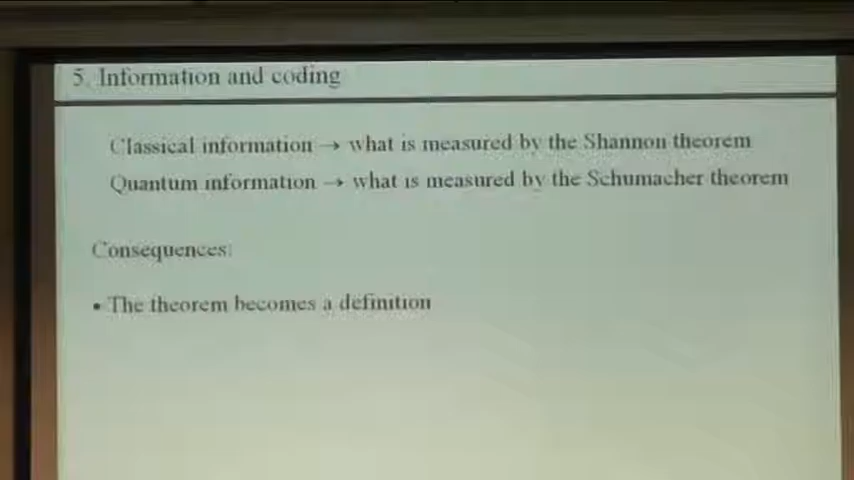 5. Information and coding
Classical information → what is measured by the Shannon theorem
Quantum information → what is measured by the Schumacher theorem
Consequences:
• The theorem becomes a definition